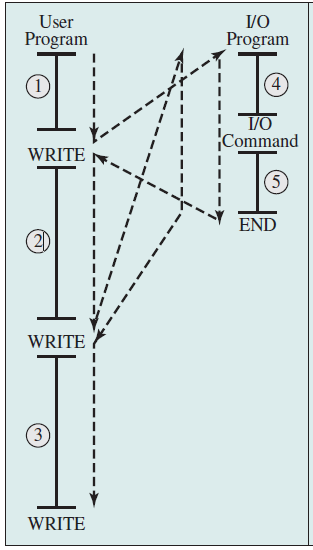 User
Program
I/O
Program
1
4
I/O
Command
WRITE
5
END
2
WRITE
3
WRITE